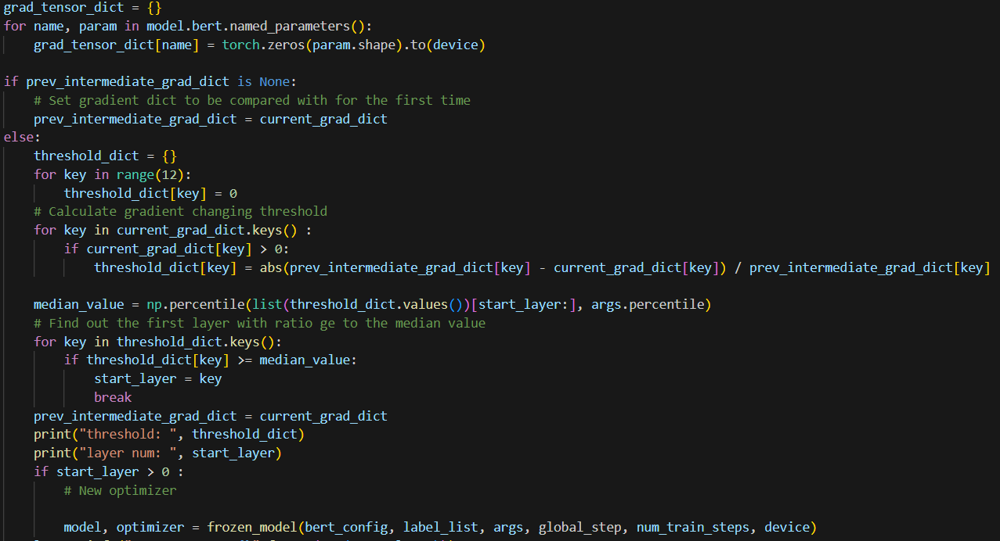 grad_tensor_dict = {}
for name, param in model.bert.named_parameters():
    grad_tensor_dict[name] = torch.zeros(param.shape).to(device)

if prev_intermediate_grad_dict is None:
    # Set gradient dict to be compared with for the first time
    prev_intermediate_grad_dict = current_grad_dict
else:
    threshold_dict = {}
    for key in range(12):
        threshold_dict[key] = 0
    # Calculate gradient changing threshold
    for key in current_grad_dict.keys() :
        if current_grad_dict[key] > 0:
            threshold_dict[key] = abs(prev_intermediate_grad_dict[key] - current_grad_dict[key]) / prev_intermediate_grad_dict[key]

    median_value = np.percentile(list(threshold_dict.values())[start_layer:], args.percentile)
    # Find out the first layer with ratio ge to the median value
    for key in threshold_dict.keys():
        if threshold_dict[key] >= median_value:
            start_layer = key
            break
    prev_intermediate_grad_dict = current_grad_dict
    print("threshold: ", threshold_dict)
    print("layer num: ", start_layer)
    if start_layer > 0 :
        # New optimizer

        model, optimizer = frozen_model(bert_config, label_list, args, global_step, num_train_steps, device)